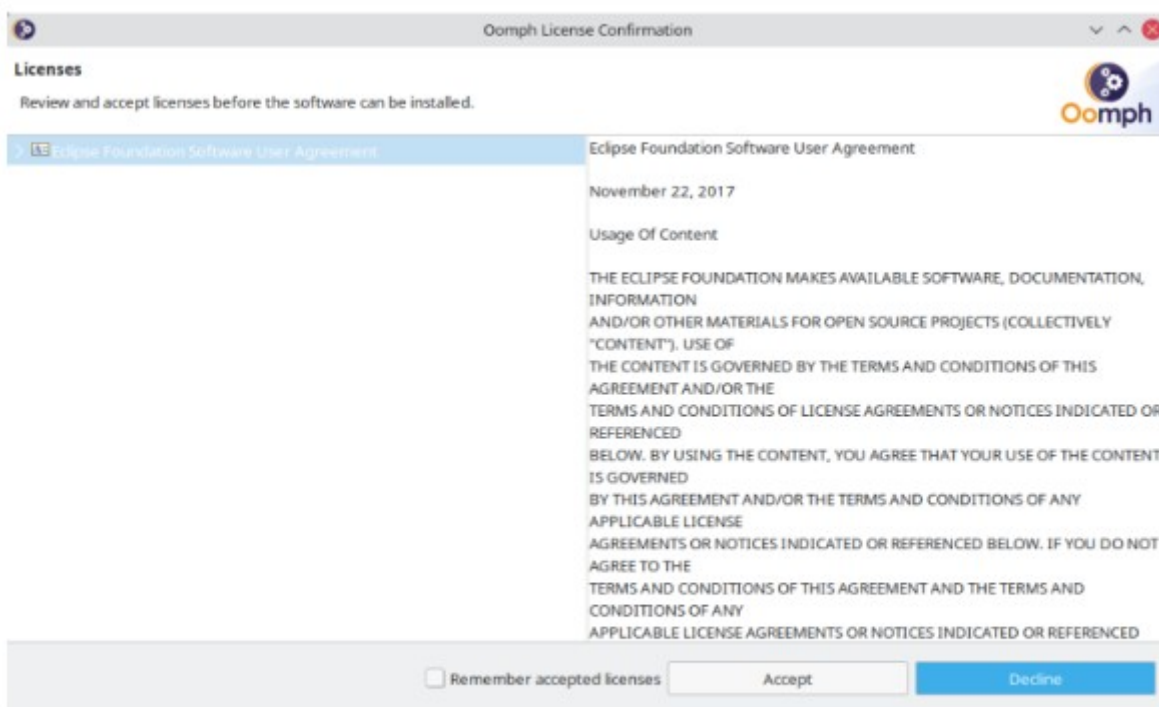 Oomph License Confirmation
Licenses
Review and accept licenses before the software can be installed.
Oomph
Eclipse Foundation Software User Agreement
Eclipse Foundation Software User Agreement
November 22, 2017
Usage Of Content
THE ECLIPSE FOUNDATION MAKES AVAILABLE SOFTWARE, DOCUMENTATION,
INFORMATION
AND/OR OTHER MATERIALS FOR OPEN SOURCE PROJECTS (COLLECTIVELY
"CONTENT"). USE OF
THE CONTENT IS GOVERNED BY THE TERMS AND CONDITIONS OF THIS
AGREEMENT AND/OR THE
TERMS AND CONDITIONS OF LICENSE AGREEMENTS OR NOTICES INDICATED OR
REFERENCED
BELOW. BY USING THE CONTENT, YOU AGREE THAT YOUR USE OF THE CONTENT
IS GOVERNED
BY THIS AGREEMENT AND/OR THE TERMS AND CONDITIONS OF ANY
APPLICABLE LICENSE
AGREEMENTS OR NOTICES INDICATED OR REFERENCED BELOW. IF YOU DO NOT
AGREE TO THE
TERMS AND CONDITIONS OF THIS AGREEMENT AND THE TERMS AND
CONDITIONS OF ANY
APPLICABLE LICENSE AGREEMENTS OR NOTICES INDICATED OR REFERENCED
Remember accepted licenses
Accept
Decline